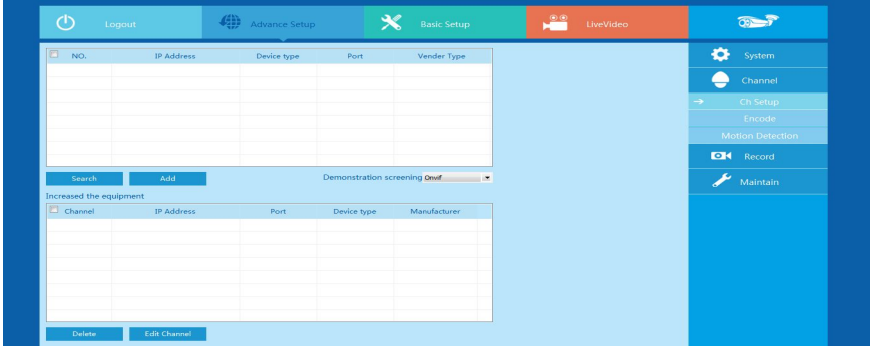 Logout Advance Setup Basic Setup LiveVideo
NO. IP Address Device type Port Vender Type
Search Add Demonstration screening Onvif
Increased the equipment
Channel IP Address Port Device type Manufacturer
Delete Edit Channel
System
Channel
Ch Setup
Encode
Motion Detection
Record
Maintain